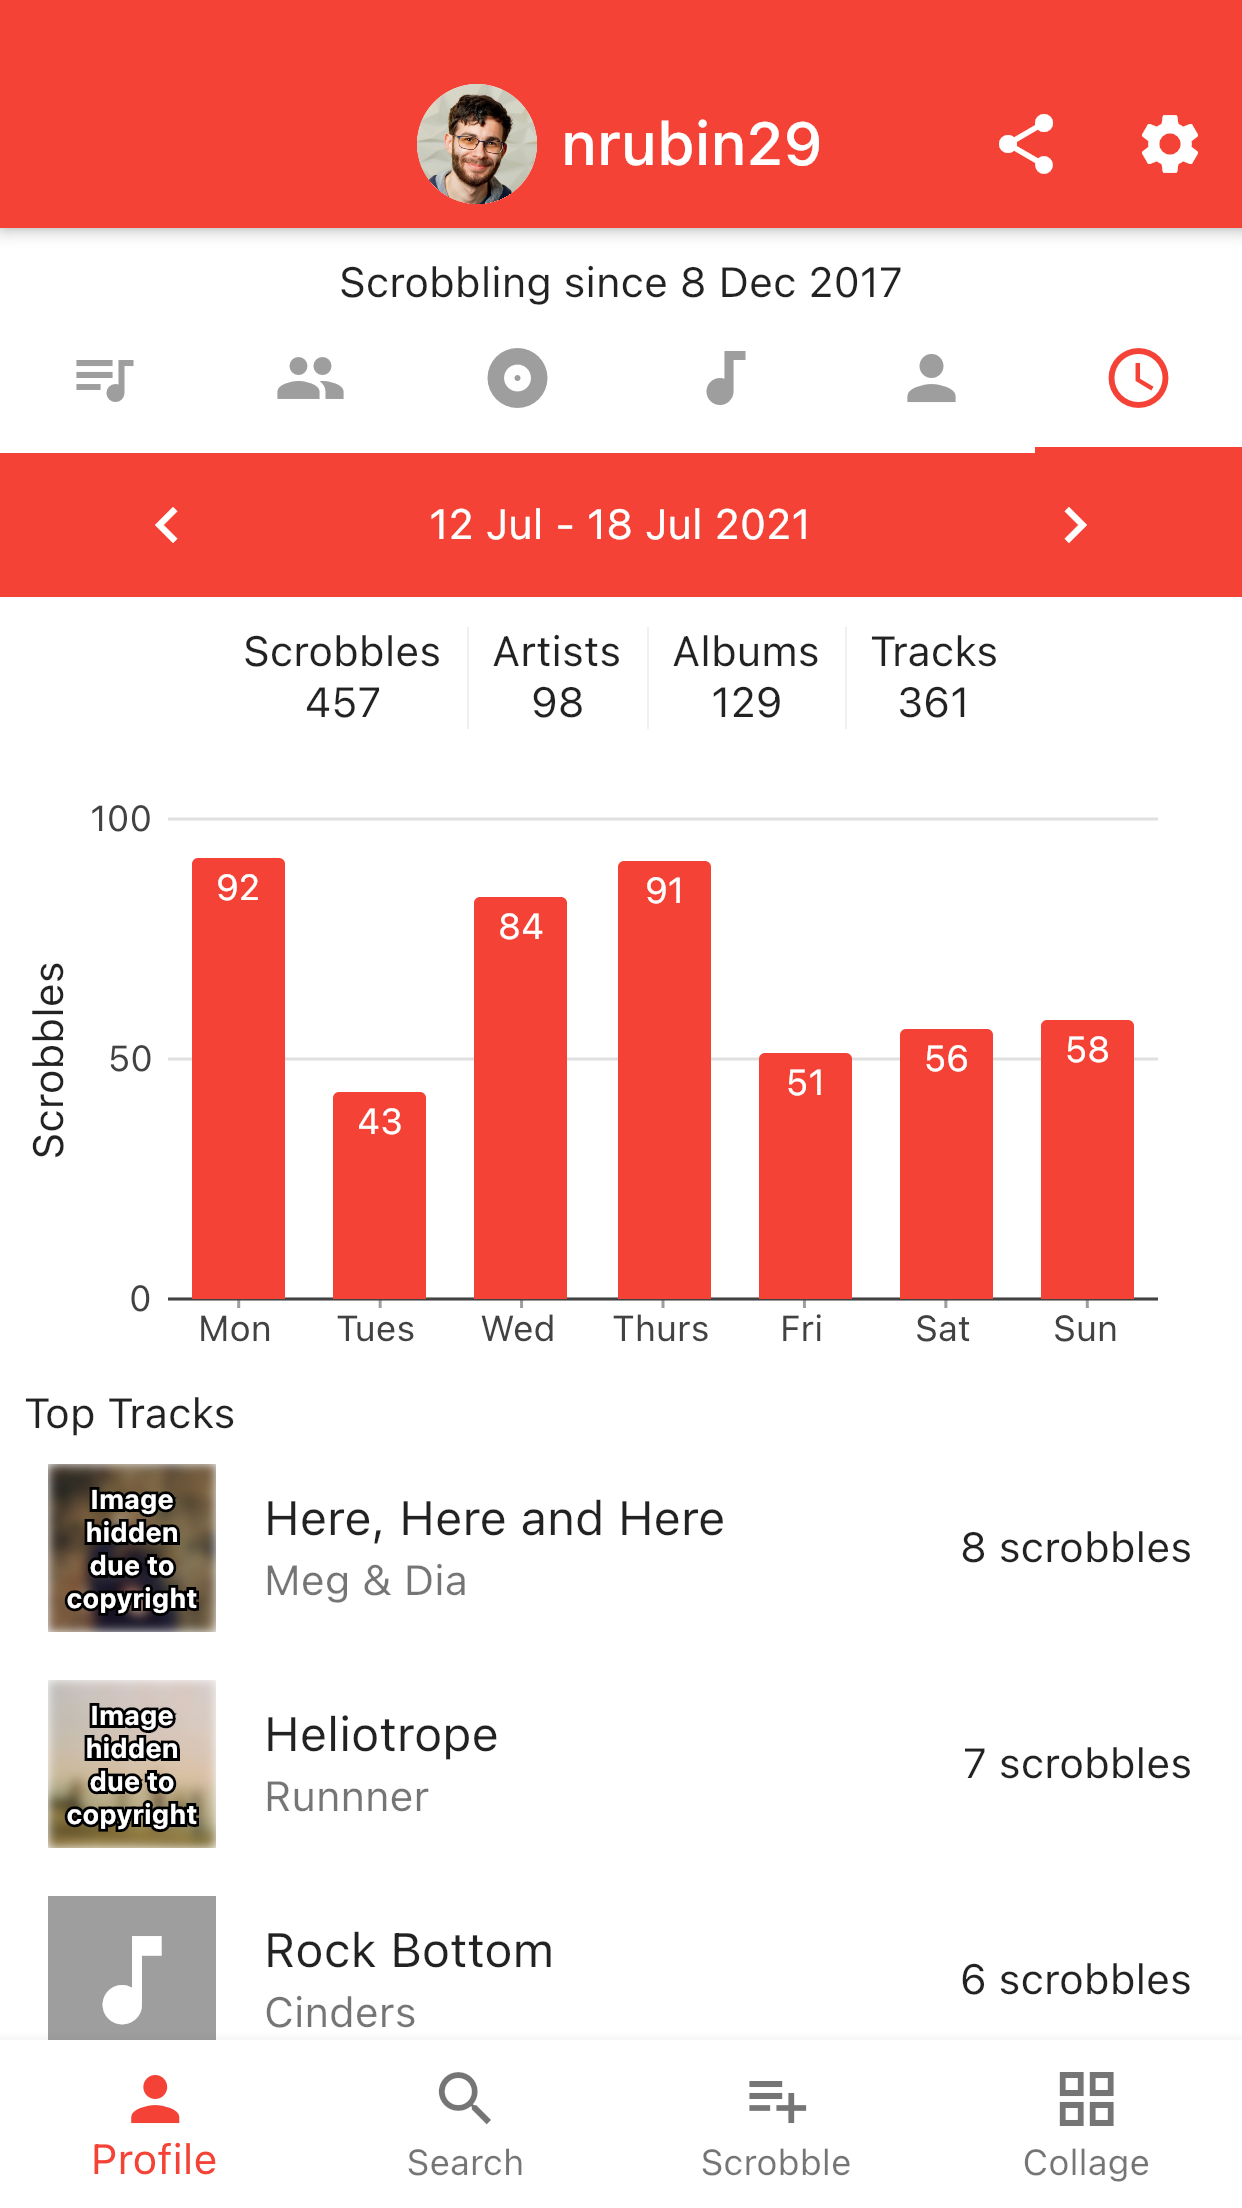 nrubin29
Scrobbling since 8 Dec 2017
12 Jul - 18 Jul 2021
Scrobbles Artists Albums Tracks
457 98 129 361
Scrobbles
100
50
0
92 43 84 91 51 56 58
Mon Tues Wed Thurs Fri Sat Sun
Top Tracks
Image
hidden
due to
copyright
Here, Here and Here
Meg & Dia
8 scrobbles
Image
hidden
due to
copyright
Heliotrope
Runnner
7 scrobbles
Rock Bottom
Cinders
6 scrobbles
Profile Search Scrobble Collage